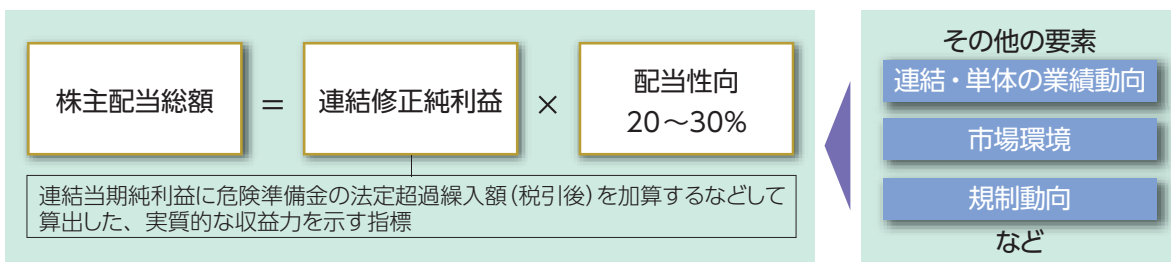 株主配当総額
＝
連結修正純利益
×
配当性向
20～30%
連結当期純利益に危険準備金の法定超過繰入額（税引後）を加算するなどして
算出した、実質的な収益力を示す指標
その他の要素
連結・単体の業績動向
市場環境
規制動向
など